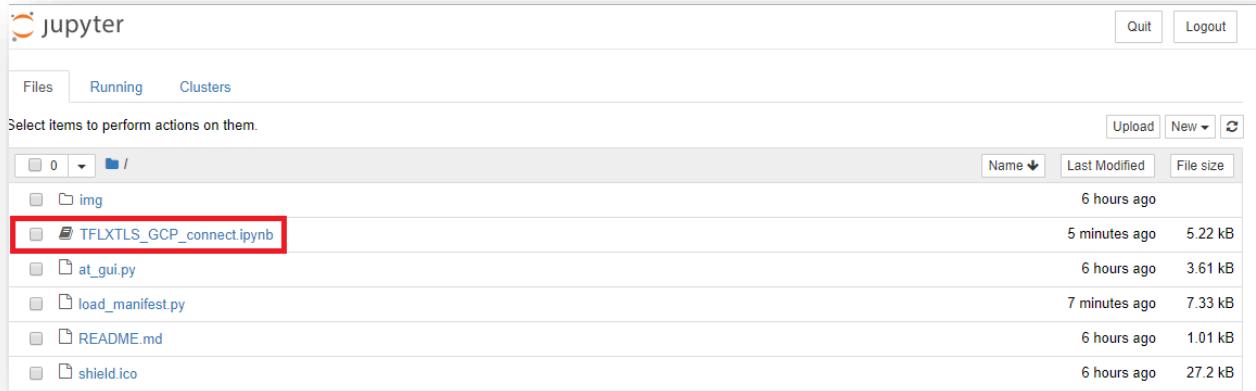 jupyter Quit Logout
Files Running Clusters
Select items to perform actions on them. Upload New
0 / Name Last Modified File size
img 6 hours ago
TFLXTLS_GCP_connect.ipynb 5 minutes ago 5.22 kB
at_gui.py 6 hours ago 3.61 kB
load_manifest.py 7 minutes ago 7.33 kB
README.md 6 hours ago 1.01 kB
shield.ico 6 hours ago 27.2 kB